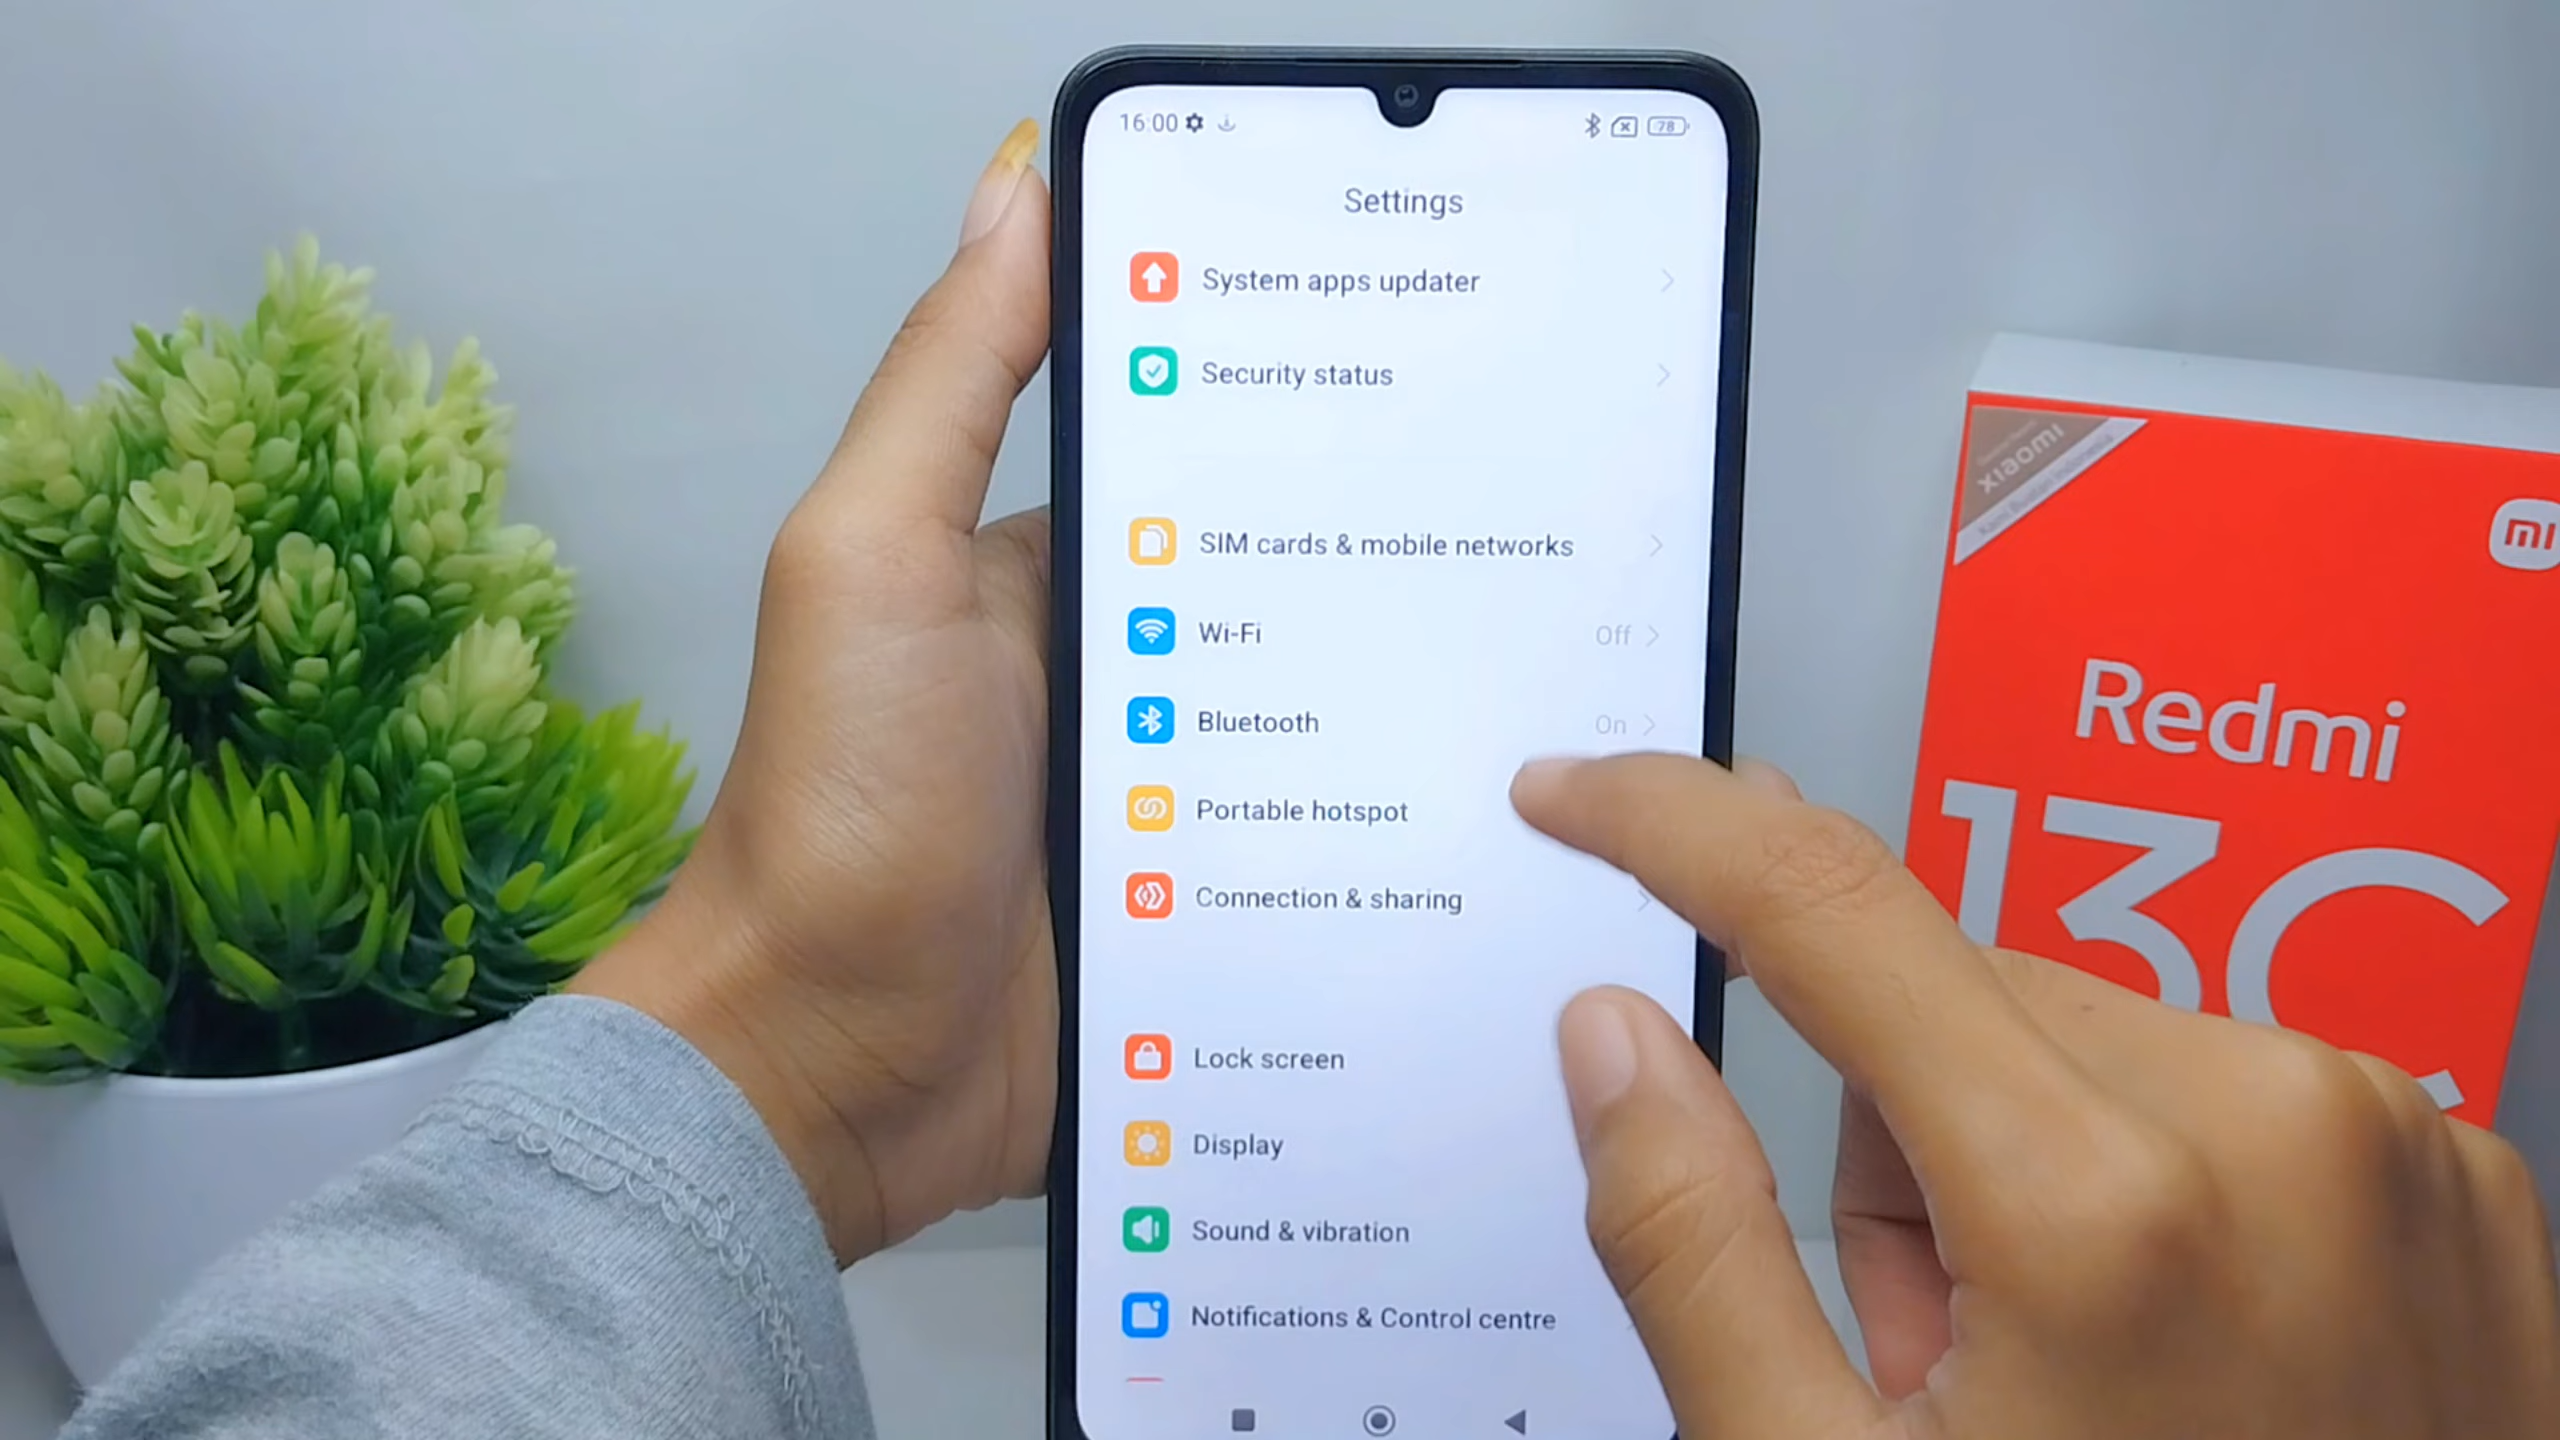 16:00
78
Settings
System apps updater
Security status
SIM cards & mobile networks
Wi-Fi
Off
Bluetooth
On
Portable hotspot
Connection & sharing
Lock screen
Display
Sound & vibration
Notifications & Control centre
xiaomi
mi
Redmi
13C